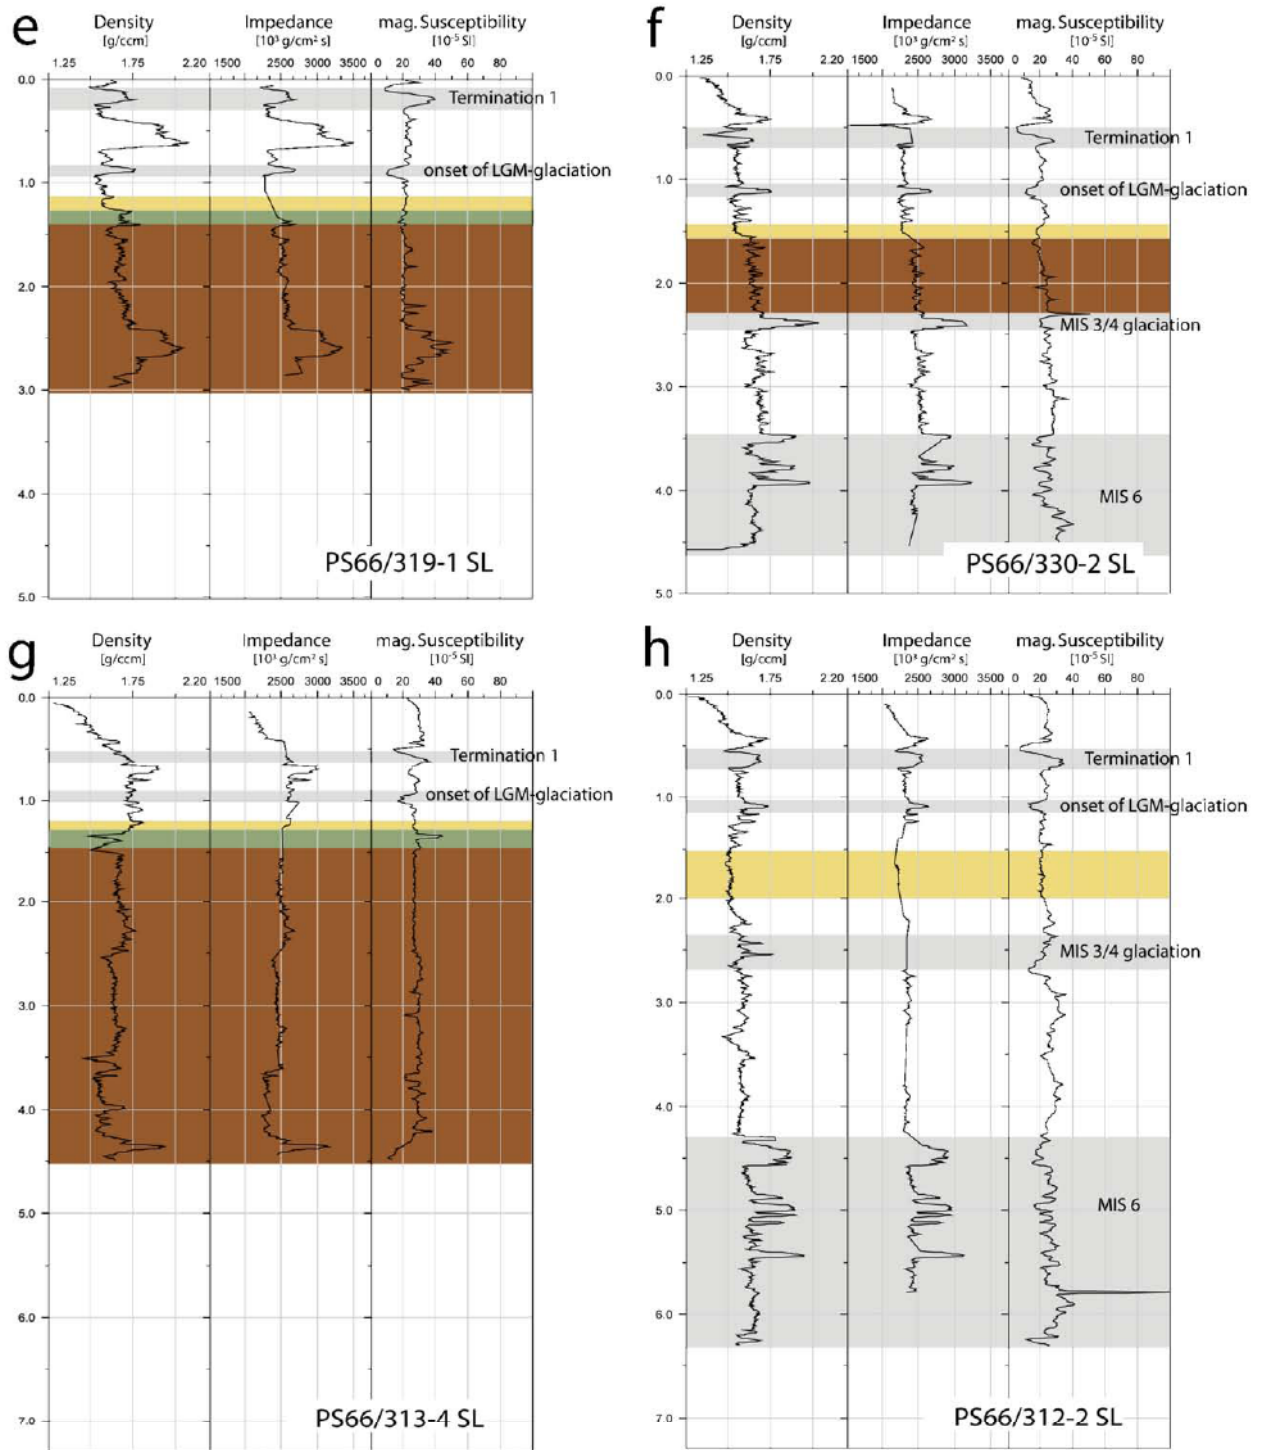 e
Density Impedance mag. Susceptibility
[g/ccm] [10³ g/cm² s] [10⁻⁵ SI]
1.25 1.75 2.20 1500 2500 3000 3500 0 20 40 60 80
0.0
Termination 1
onset of LGM-glaciation
1.0
2.0
3.0
4.0
PS66/319-1 SL
5.0
f
Density Impedance mag. Susceptibility
[g/ccm] [10³ g/cm² s] [10⁻⁵ SI]
1.25 1.75 2.20 1500 2500 3000 3500 0 20 40 60 80
0.0
Termination 1
1.0
onset of LGM-glaciation
2.0
MIS 3/4 glaciation
3.0
4.0
MIS 6
PS66/330-2 SL
5.0
g
Density Impedance mag. Susceptibility
[g/ccm] [10³ g/cm² s] [10⁻⁵ SI]
1.25 1.75 2.20 1500 2500 3000 3500 0 20 40 60 80
0.0
Termination 1
onset of LGM-glaciation
1.0
2.0
3.0
4.0
5.0
6.0
7.0
PS66/313-4 SL
h
Density Impedance mag. Susceptibility
[g/ccm] [10³ g/cm² s] [10⁻⁵ SI]
1.25 1.75 2.20 1500 2500 3000 3500 0 20 40 60 80
0.0
Termination 1
1.0
onset of LGM-glaciation
2.0
MIS 3/4 glaciation
3.0
4.0
MIS 6
5.0
6.0
7.0
PS66/312-2 SL